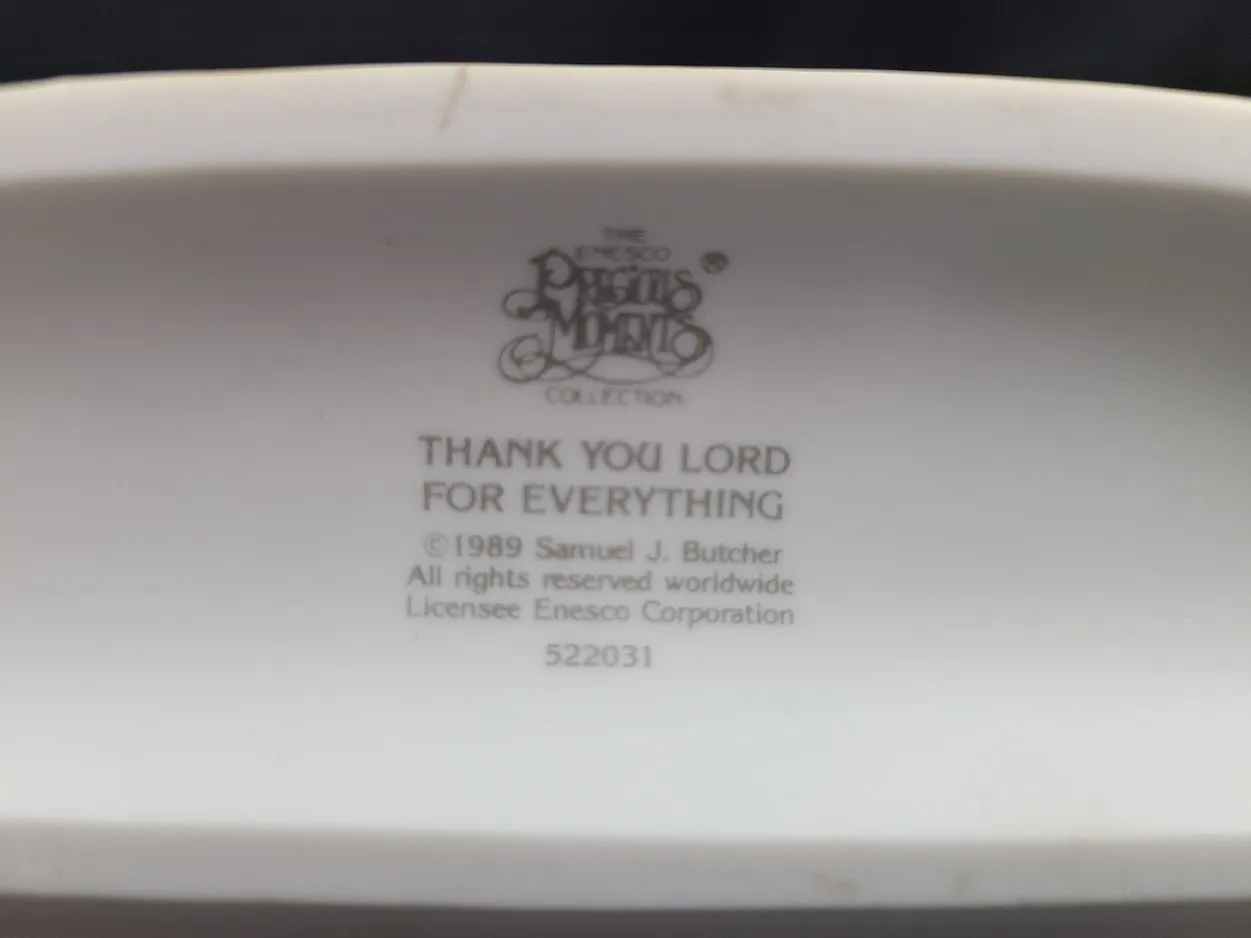 THE
ENESCO
PRECIOUS ®
MOMENTS
COLLECTION
THANK YOU LORD
FOR EVERYTHING
©1989 Samuel J. Butcher
All rights reserved worldwide
Licensee Enesco Corporation
522031